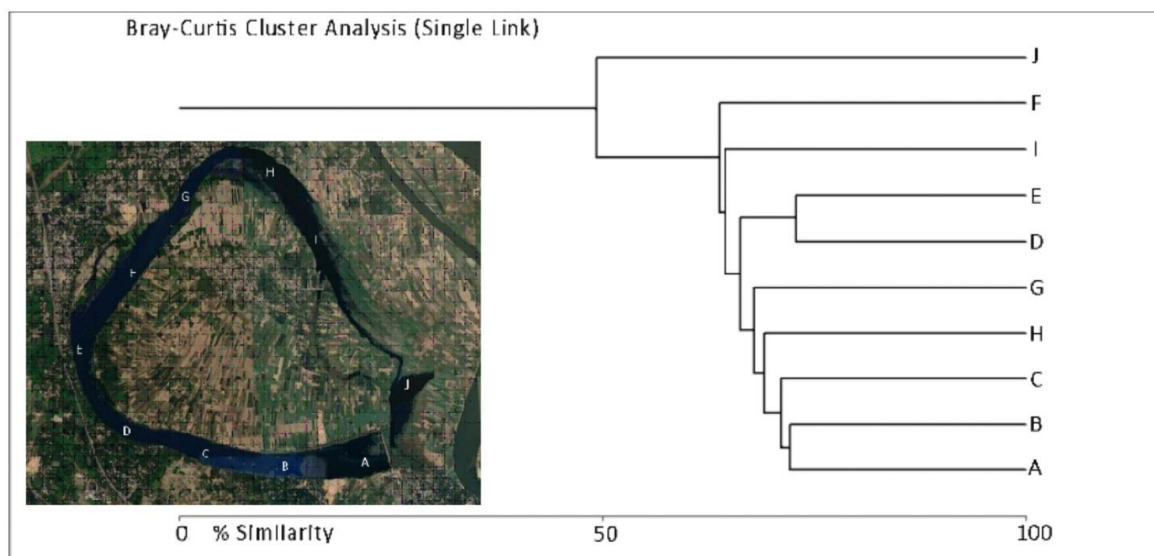 Bray-Curtis Cluster Analysis (Single Link)
J
F
I
E
D
G
H
C
B
A
H
G
I
F
E
J
D
C
B
A
0 % Similarity 50 100